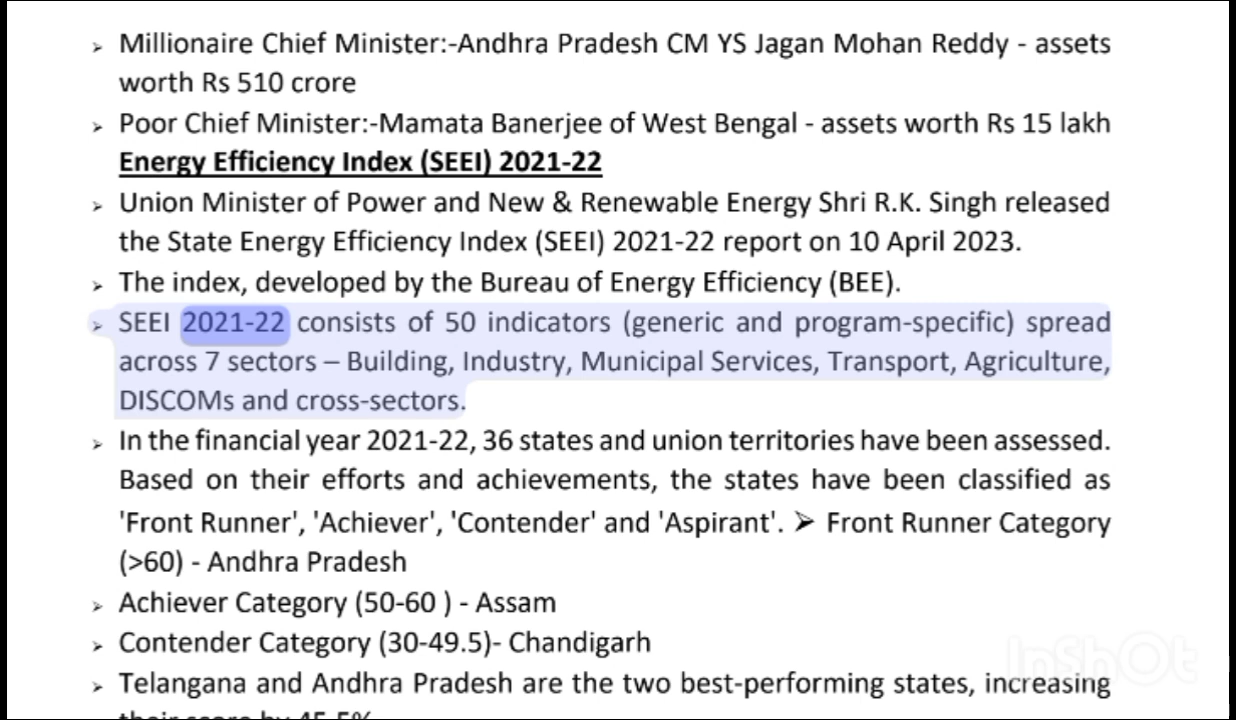 ➢ Millionaire Chief Minister:-Andhra Pradesh CM YS Jagan Mohan Reddy - assets
worth Rs 510 crore
➢ Poor Chief Minister:-Mamata Banerjee of West Bengal - assets worth Rs 15 lakh
Energy Efficiency Index (SEEI) 2021-22
➢ Union Minister of Power and New & Renewable Energy Shri R.K. Singh released
the State Energy Efficiency Index (SEEI) 2021-22 report on 10 April 2023.
➢ The index, developed by the Bureau of Energy Efficiency (BEE).
➢ SEEI 2021-22 consists of 50 indicators (generic and program-specific) spread
across 7 sectors – Building, Industry, Municipal Services, Transport, Agriculture,
DISCOMs and cross-sectors.
➢ In the financial year 2021-22, 36 states and union territories have been assessed.
Based on their efforts and achievements, the states have been classified as
'Front Runner', 'Achiever', 'Contender' and 'Aspirant'. ➢ Front Runner Category
(>60) - Andhra Pradesh
➢ Achiever Category (50-60 ) - Assam
➢ Contender Category (30-49.5)- Chandigarh
➢ Telangana and Andhra Pradesh are the two best-performing states, increasing
their score by 45.5%
InShOt